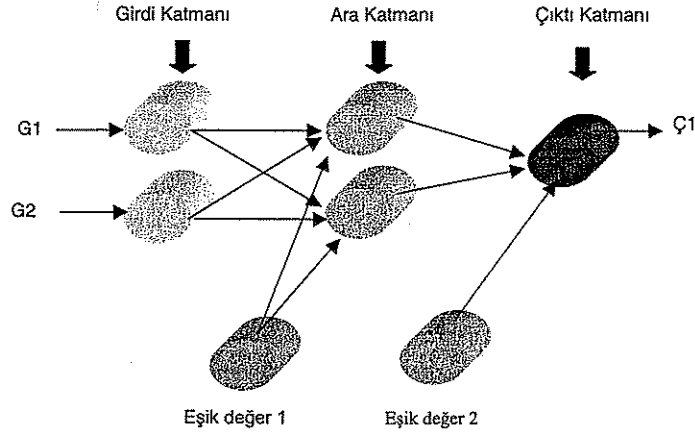 Girdi Katmanı
Ara Katmanı
Çıktı Katmanı
G1
Ç1
G2
Eşik değer 1
Eşik değer 2